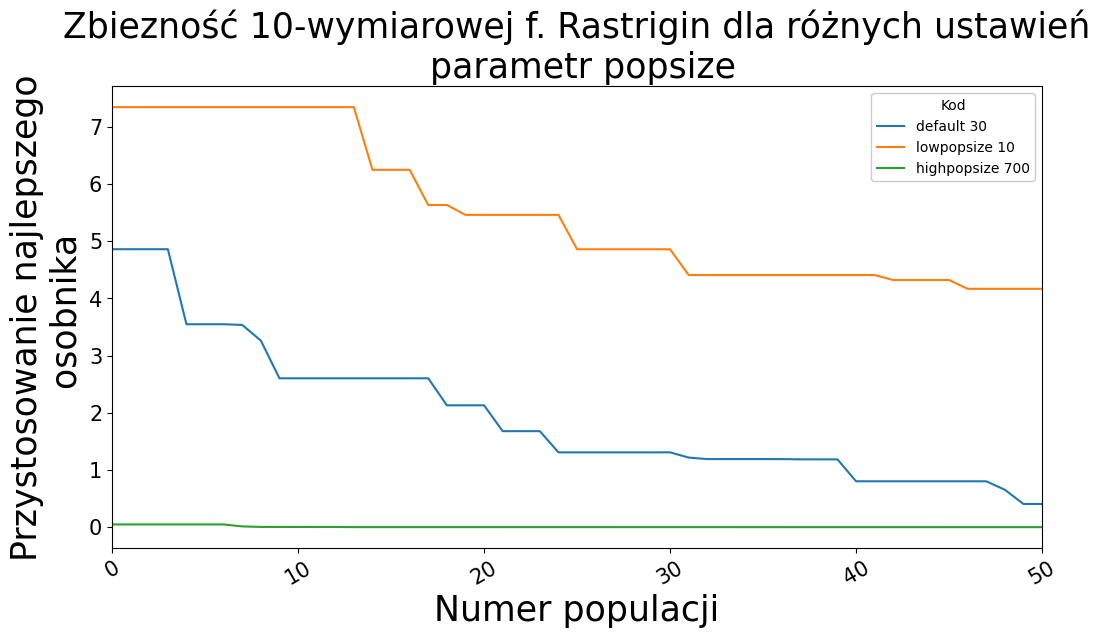 Zbiezność 10-wymiarowej f. Rastrigin dla różnych ustawień
parametr popsize
Przystosowanie najlepszego
osobnika
7
6
5
4
3
2
1
0
Kod
default 30
lowpopsize 10
highpopsize 700
0
10
20
30
40
50
Numer populacji